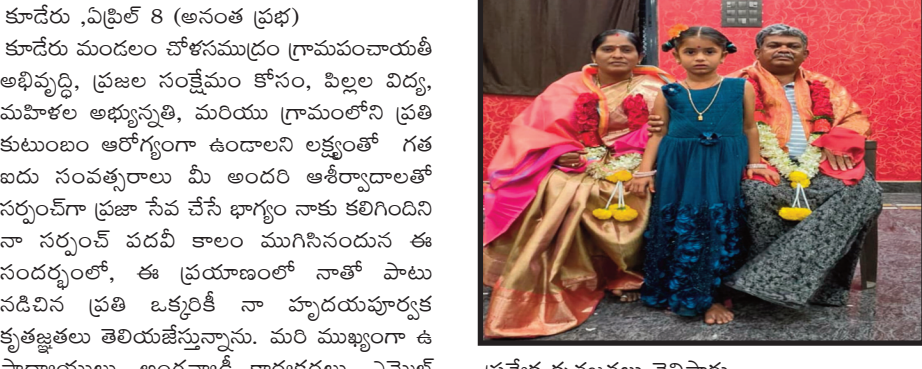 కూడేరు ,ఏప్రిల్ 8 (అనంత ప్రభ)
కూడేరు మండలం చోళసముద్రం గ్రామపంచాయతీ
అభివృద్ధి, ప్రజల సంక్షేమం కోసం, పిల్లల విద్య,
మహిళల అభ్యున్నతి, మరియు గ్రామంలోని ప్రతి
కుటుంబం ఆరోగ్యంగా ఉండాలని లక్ష్యంతో గత
ఐదు సంవత్సరాలు మీ అందరి ఆశీర్వాదాలతో
సర్పంచ్‌గా ప్రజా సేవ చేసే భాగ్యం నాకు కలిగిందిని
నా సర్పంచ్ పదవీ కాలం ముగిసినందున ఈ
సందర్భంలో, ఈ ప్రయాణంలో నాతో పాటు
నడిచిన ప్రతి ఒక్కరికీ నా హృదయపూర్వక
కృతజ్ఞతలు తెలియజేస్తున్నాను. మరి ముఖ్యంగా ఉ